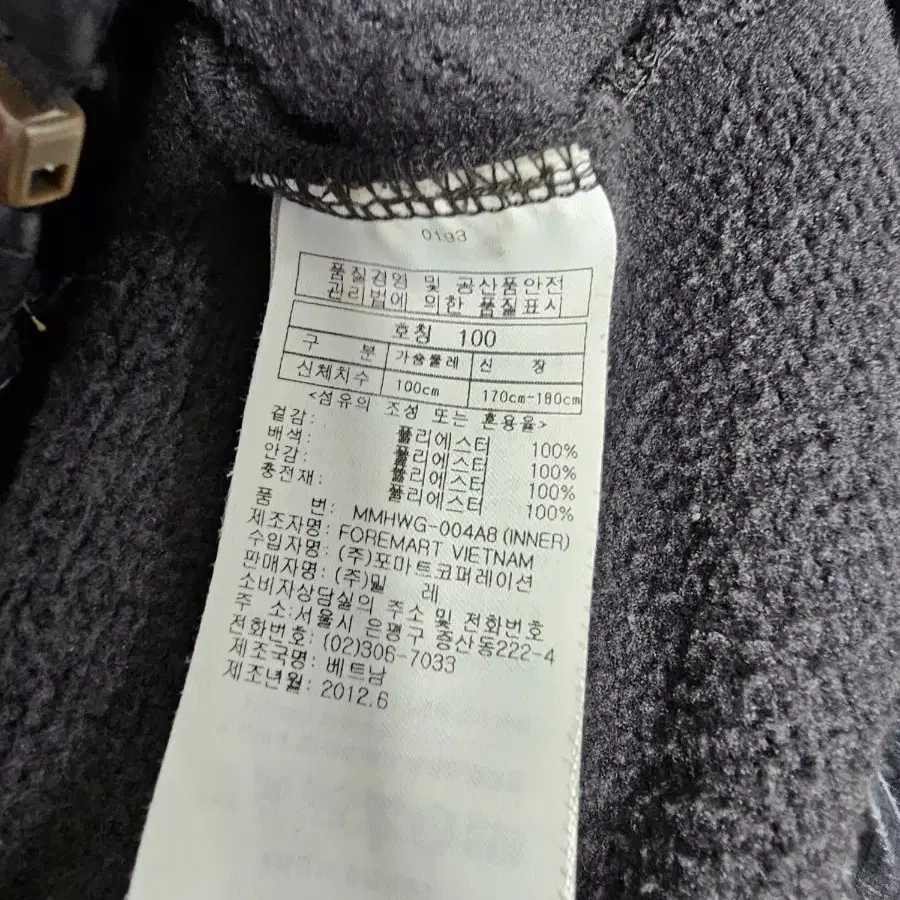 0193
품질경영 및 공산품안전
관리법에 의한 품질표시
호칭 100
구 분 가슴둘레 신 장
신체치수 100cm 170cm-180cm
<섬유의 조성 또는 혼용율>
겉감: 폴리에스터 100%
배색: 폴리에스터 100%
안감: 폴리에스터 100%
충전재: 폴리에스터 100%
품 번: MMHWG-004A8 (INNER)
제조자명: FOREMART VIETNAM
수입자명: (주)포마트코퍼레이션
판매자명: (주)밀 레
소비자상담실의 주소 및 전화번호
주 소:서울시 은평구 증산동222-4
전화번호: (02)306-7033
제조국명: 베트남
제조년월: 2012.6